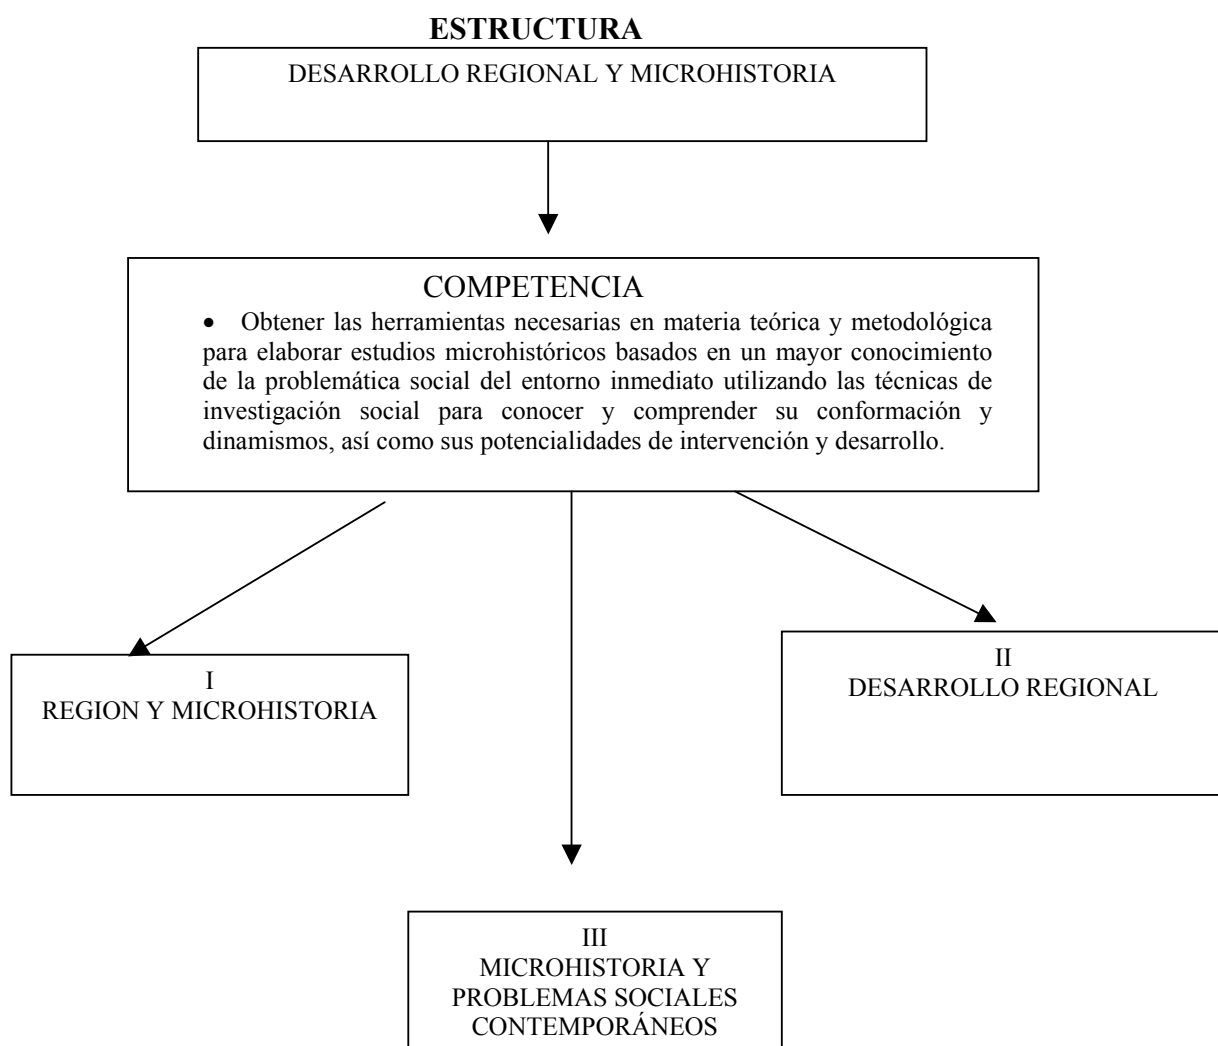 ESTRUCTURA
DESARROLLO REGIONAL Y MICROHISTORIA
COMPETENCIA
• Obtener las herramientas necesarias en materia teórica y metodológica
para elaborar estudios microhistóricos basados en un mayor conocimiento
de la problemática social del entorno inmediato utilizando las técnicas de
investigación social para conocer y comprender su conformación y
dinamismos, así como sus potencialidades de intervención y desarrollo.
I
REGION Y MICROHISTORIA
II
DESARROLLO REGIONAL
III
MICROHISTORIA Y
PROBLEMAS SOCIALES
CONTEMPORÁNEOS